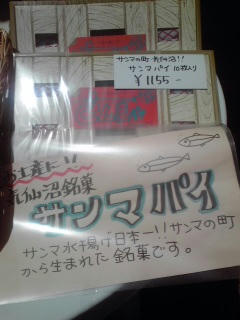 サンマの町 気仙沼!!
サンマパイ 10枚入り
¥1155-
お土産に!!
気仙沼銘菓
サンマパイ
サンマ水揚げ日本一!!サンマの町
から生まれた銘菓です。